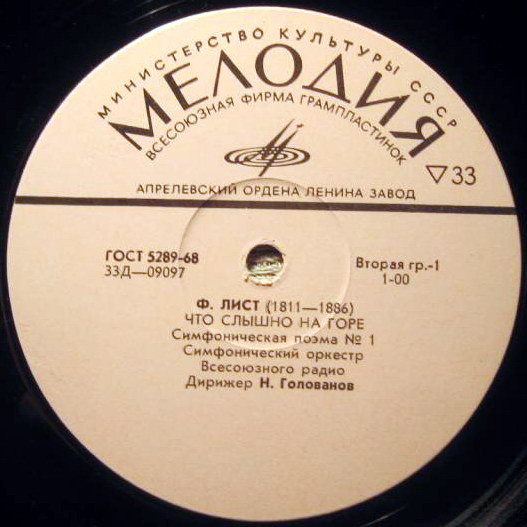 МИНИСТЕРСТВО КУЛЬТУРЫ СССР
МЕЛОДИЯ
ВСЕСОЮЗНАЯ ФИРМА ГРАМПЛАСТИНОК
▽33
АПРЕЛЕВСКИЙ ОРДЕНА ЛЕНИНА ЗАВОД
ГОСТ 5289-68
33Д—09097
Вторая гр.-1
1-00
Ф. ЛИСТ (1811—1886)
ЧТО СЛЫШНО НА ГОРЕ
Симфоническая поэма № 1
Симфонический оркестр
Всесоюзного радио
Дирижер Н. Голованов